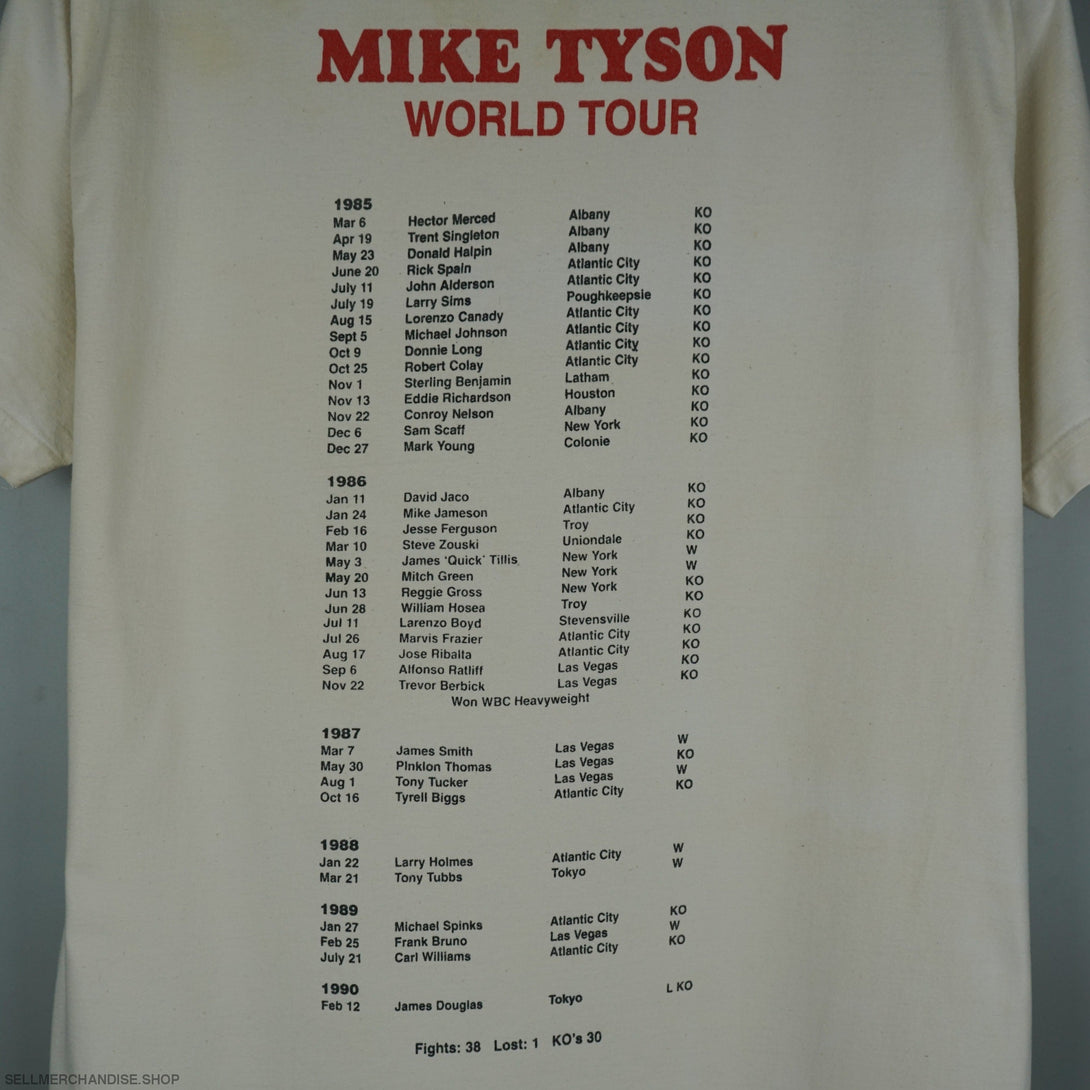 MIKE TYSON
WORLD TOUR
1985
Mar 6 Hector Merced Albany KO
Apr 19 Trent Singleton Albany KO
May 23 Donald Halpin Albany KO
June 20 Rick Spain Atlantic City KO
July 11 John Alderson Atlantic City KO
July 19 Larry Sims Poughkeepsie KO
Aug 15 Lorenzo Canady Atlantic City KO
Sept 5 Michael Johnson Atlantic City KO
Oct 9 Donnie Long Atlantic City KO
Oct 25 Robert Colay Atlantic City KO
Nov 1 Sterling Benjamin Latham KO
Nov 13 Eddie Richardson Houston KO
Nov 22 Conroy Nelson Albany KO
Dec 6 Sam Scaff New York KO
Dec 27 Mark Young Colonie KO
1986
Jan 11 David Jaco Albany KO
Jan 24 Mike Jameson Atlantic City KO
Feb 16 Jesse Ferguson Troy KO
Mar 10 Steve Zouski Uniondale KO
May 3 James 'Quick' Tillis New York W
May 20 Mitch Green New York W
Jun 13 Reggie Gross New York KO
Jun 28 William Hosea Troy KO
Jul 11 Larenzo Boyd Stevensville KO
Jul 26 Marvis Frazier Atlantic City KO
Aug 17 Jose Ribalta Atlantic City KO
Sep 6 Alfonso Ratliff Las Vegas KO
Nov 22 Trevor Berbick Las Vegas KO
Won WBC Heavyweight
1987
Mar 7 James Smith Las Vegas W
May 30 Pinklon Thomas Las Vegas KO
Aug 1 Tony Tucker Las Vegas W
Oct 16 Tyrell Biggs Atlantic City KO
1988
Jan 22 Larry Holmes Atlantic City W
Mar 21 Tony Tubbs Tokyo W
1989
Jan 27 Michael Spinks Atlantic City KO
Feb 25 Frank Bruno Las Vegas W
July 21 Carl Williams Atlantic City KO
1990
Feb 12 James Douglas Tokyo L KO
Fights: 38 Lost: 1 KO's 30
SELLMERCHANDISE.SHOP